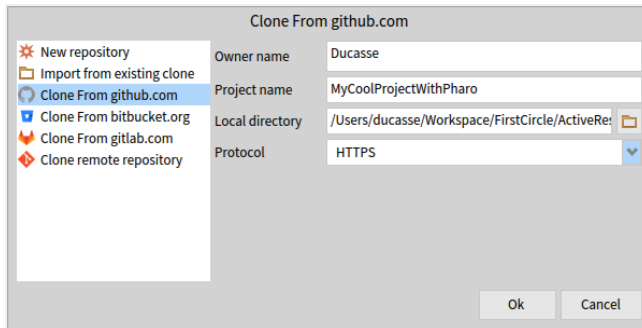 Clone From github.com
New repository
Import from existing clone
Clone From github.com
Clone From bitbucket.org
Clone From gitlab.com
Clone remote repository
Owner name
Ducasse
Project name
MyCoolProjectWithPharo
Local directory
/Users/ducasse/Workspace/FirstCircle/ActiveRes
Protocol
HTTPS
Ok
Cancel